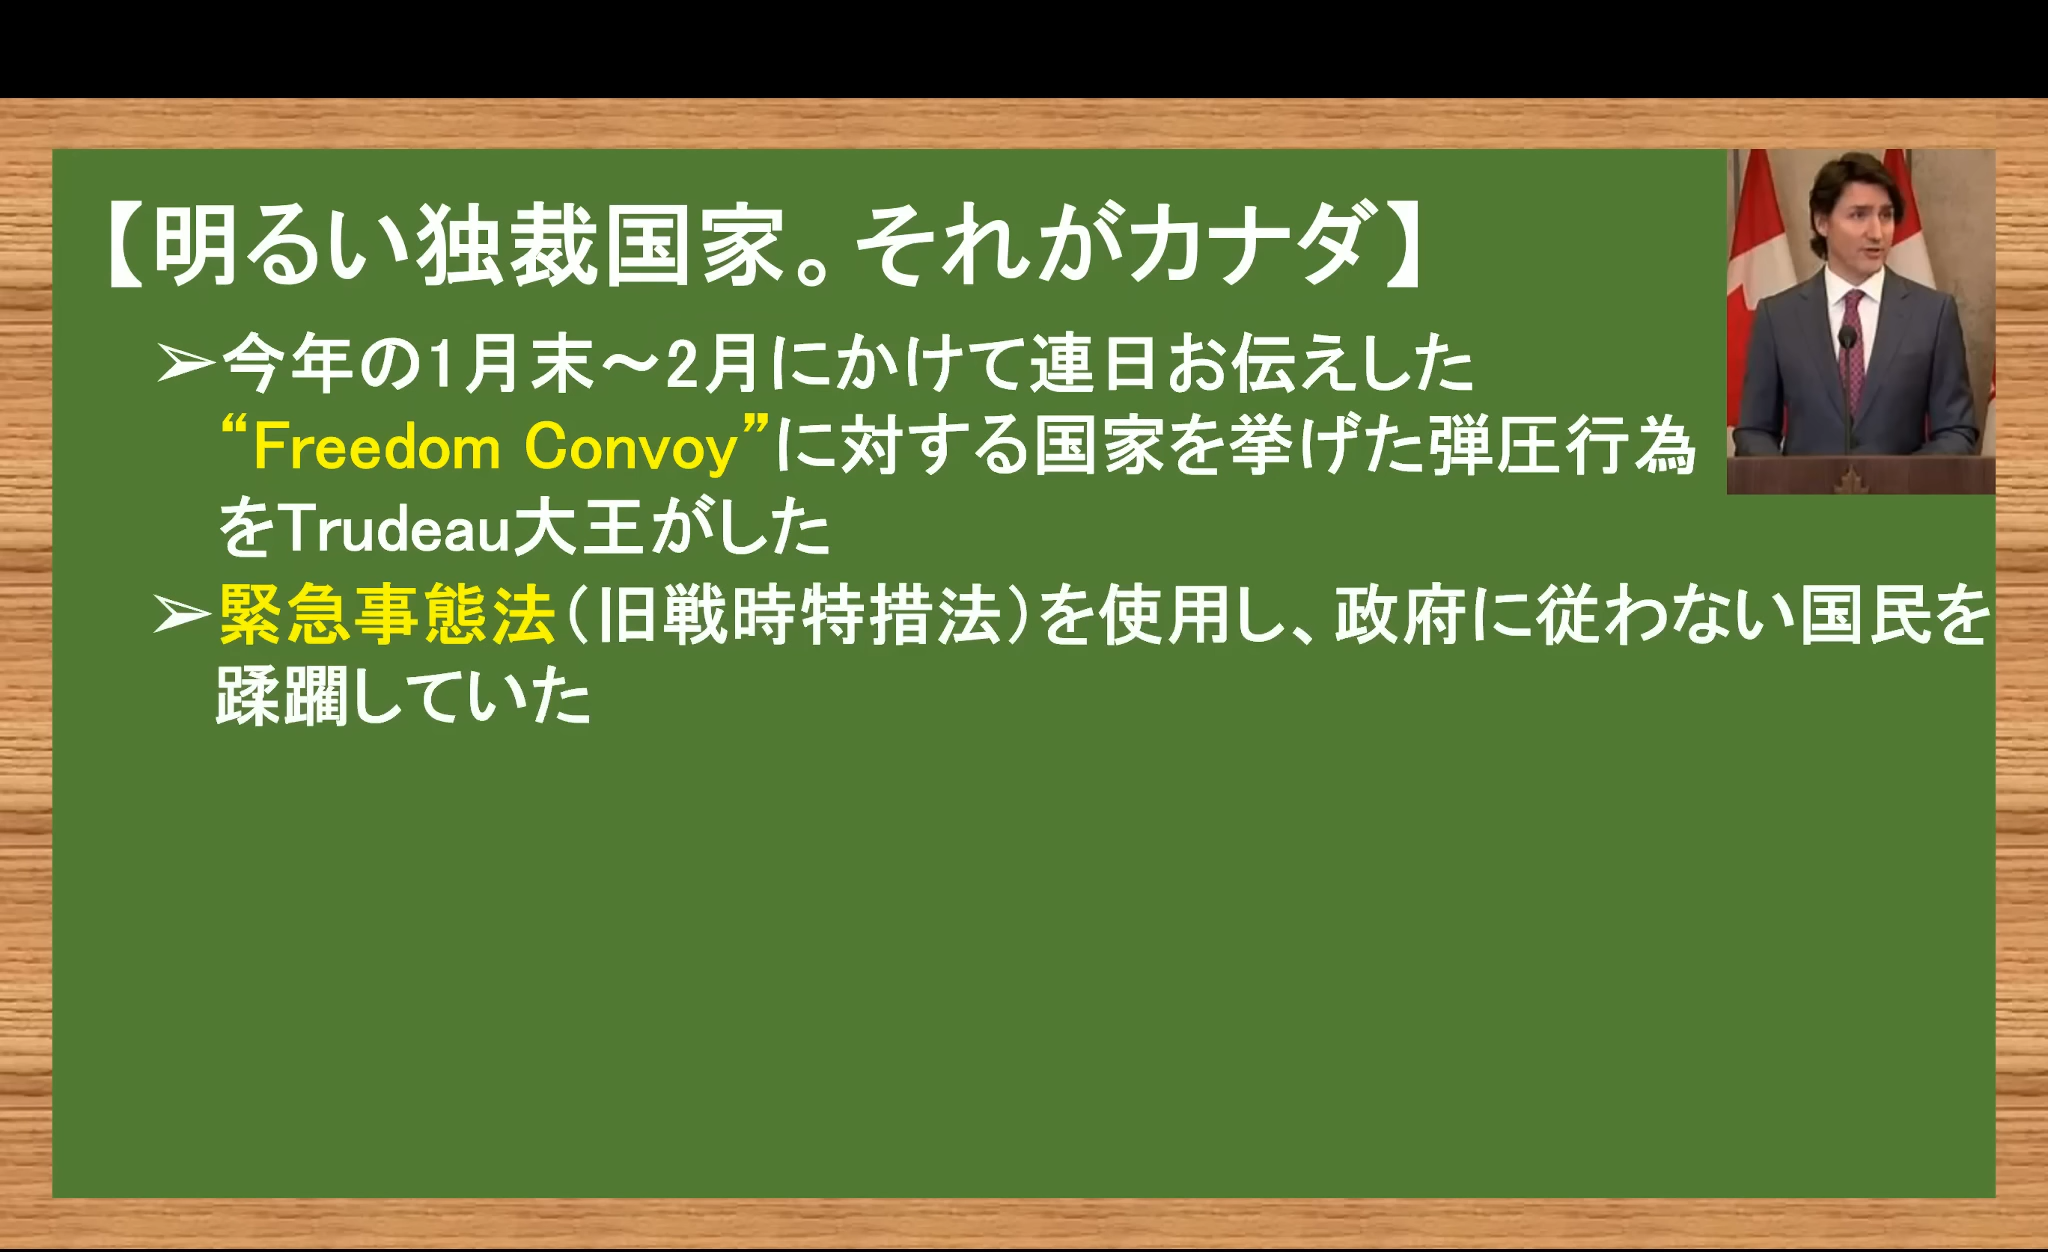 【明るい独裁国家。それがカナダ】
➢今年の1月末～2月にかけて連日お伝えした
“Freedom Convoy”に対する国家を挙げた弾圧行為
をTrudeau大王がした
➢緊急事態法（旧戦時特措法）を使用し、政府に従わない国民を
蹂躙していた